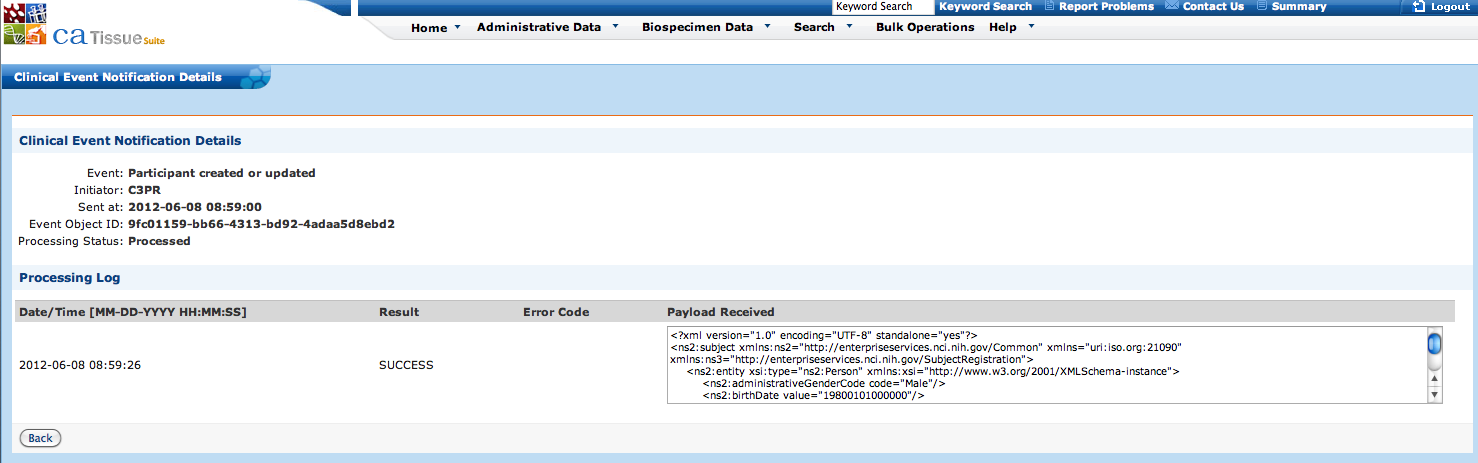 Keyword Search Keyword Search Report Problems Contact Us Summary Logout
ca Tissue Suite
Home Administrative Data Biospecimen Data Search Bulk Operations Help
Clinical Event Notification Details
Clinical Event Notification Details
Event: Participant created or updated
Initiator: C3PR
Sent at: 2012-06-08 08:59:00
Event Object ID: 9fc01159-bb66-4313-bd92-4adaa5d8ebd2
Processing Status: Processed
Processing Log
Date/Time [MM-DD-YYYY HH:MM:SS] Result Error Code Payload Received
2012-06-08 08:59:26 SUCCESS
<?xml version="1.0" encoding="UTF-8" standalone="yes"?>
<ns2:subject xmlns:ns2="http://enterpriseservices.nci.nih.gov/Common" xmlns="uri:iso.org:21090"
xmlns:ns3="http://enterpriseservices.nci.nih.gov/SubjectRegistration">
<ns2:entity xsi:type="ns2:Person" xmlns:xsi="http://www.w3.org/2001/XMLSchema-instance">
<ns2:administrativeGenderCode code="Male"/>
<ns2:birthDate value="19800101000000"/>
Back